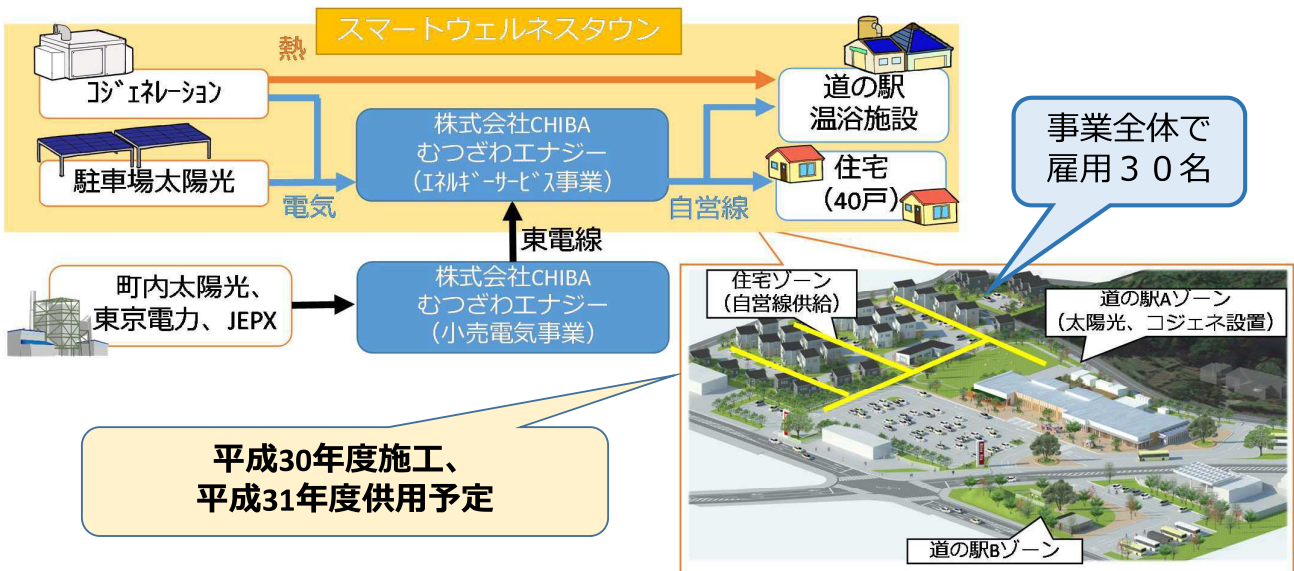 スマートウェルネスタウン
熱
コジェネレーション
駐車場太陽光
電気
株式会社CHIBA
むつざわエナジー
(エネルギーサービス事業)
自営線
道の駅
温浴施設
住宅
(40戸)
事業全体で
雇用30名
東電線
町内太陽光、
東京電力、JEPX
株式会社CHIBA
むつざわエナジー
(小売電気事業)
住宅ゾーン
(自営線供給)
道の駅Aゾーン
(太陽光、コジェネ設置)
道の駅Bゾーン
平成30年度施工、
平成31年度供用予定